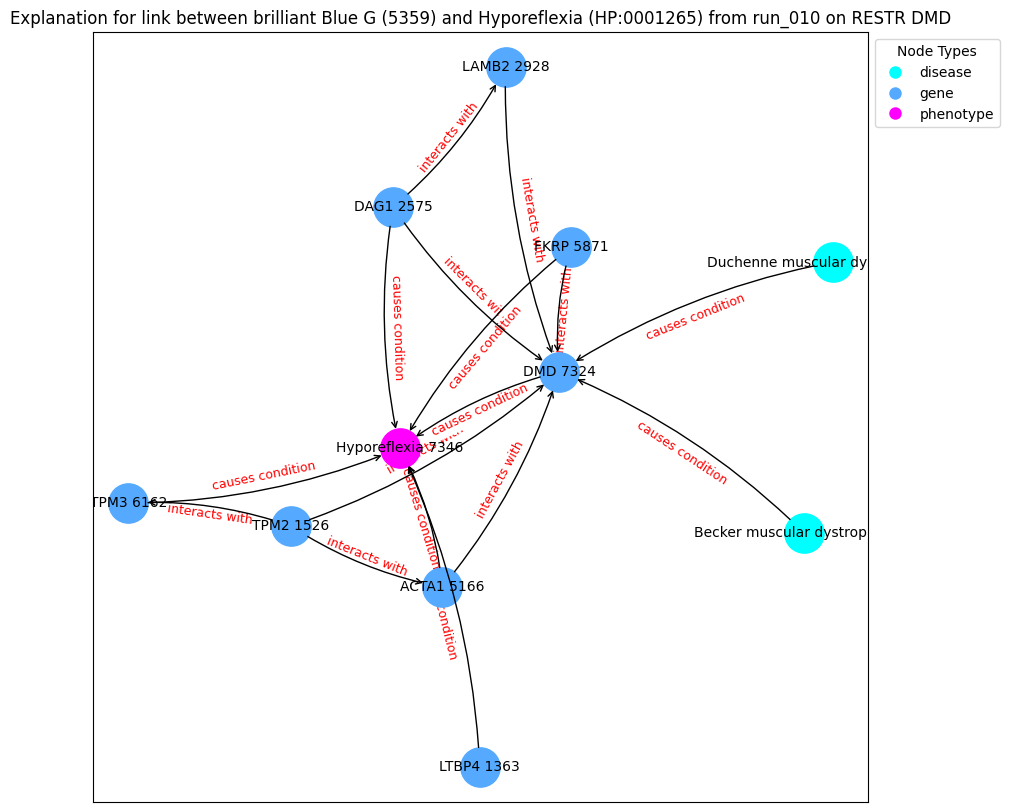 Explanation for link between brilliant Blue G (5359) and Hyporeflexia (HP:0001265) from run_010 on RESTR DMD
Node Types
disease
gene
phenotype
LAMB2 2928
interacts with
DAG1 2575
interacts with
FKRP 5871
Duchenne muscular dy
interacts wi
causes condition
interacts with
causes condition
causes condition
DMD 7324
causes condition
Hyporeflexia 7346
causes condition
causes condition
interacts with
TPM3 6162
interacts with
TPM2 1526
causes condition
Becker muscular dystrop
interacts with
ACTA1 5166
condition
LTBP4 1363